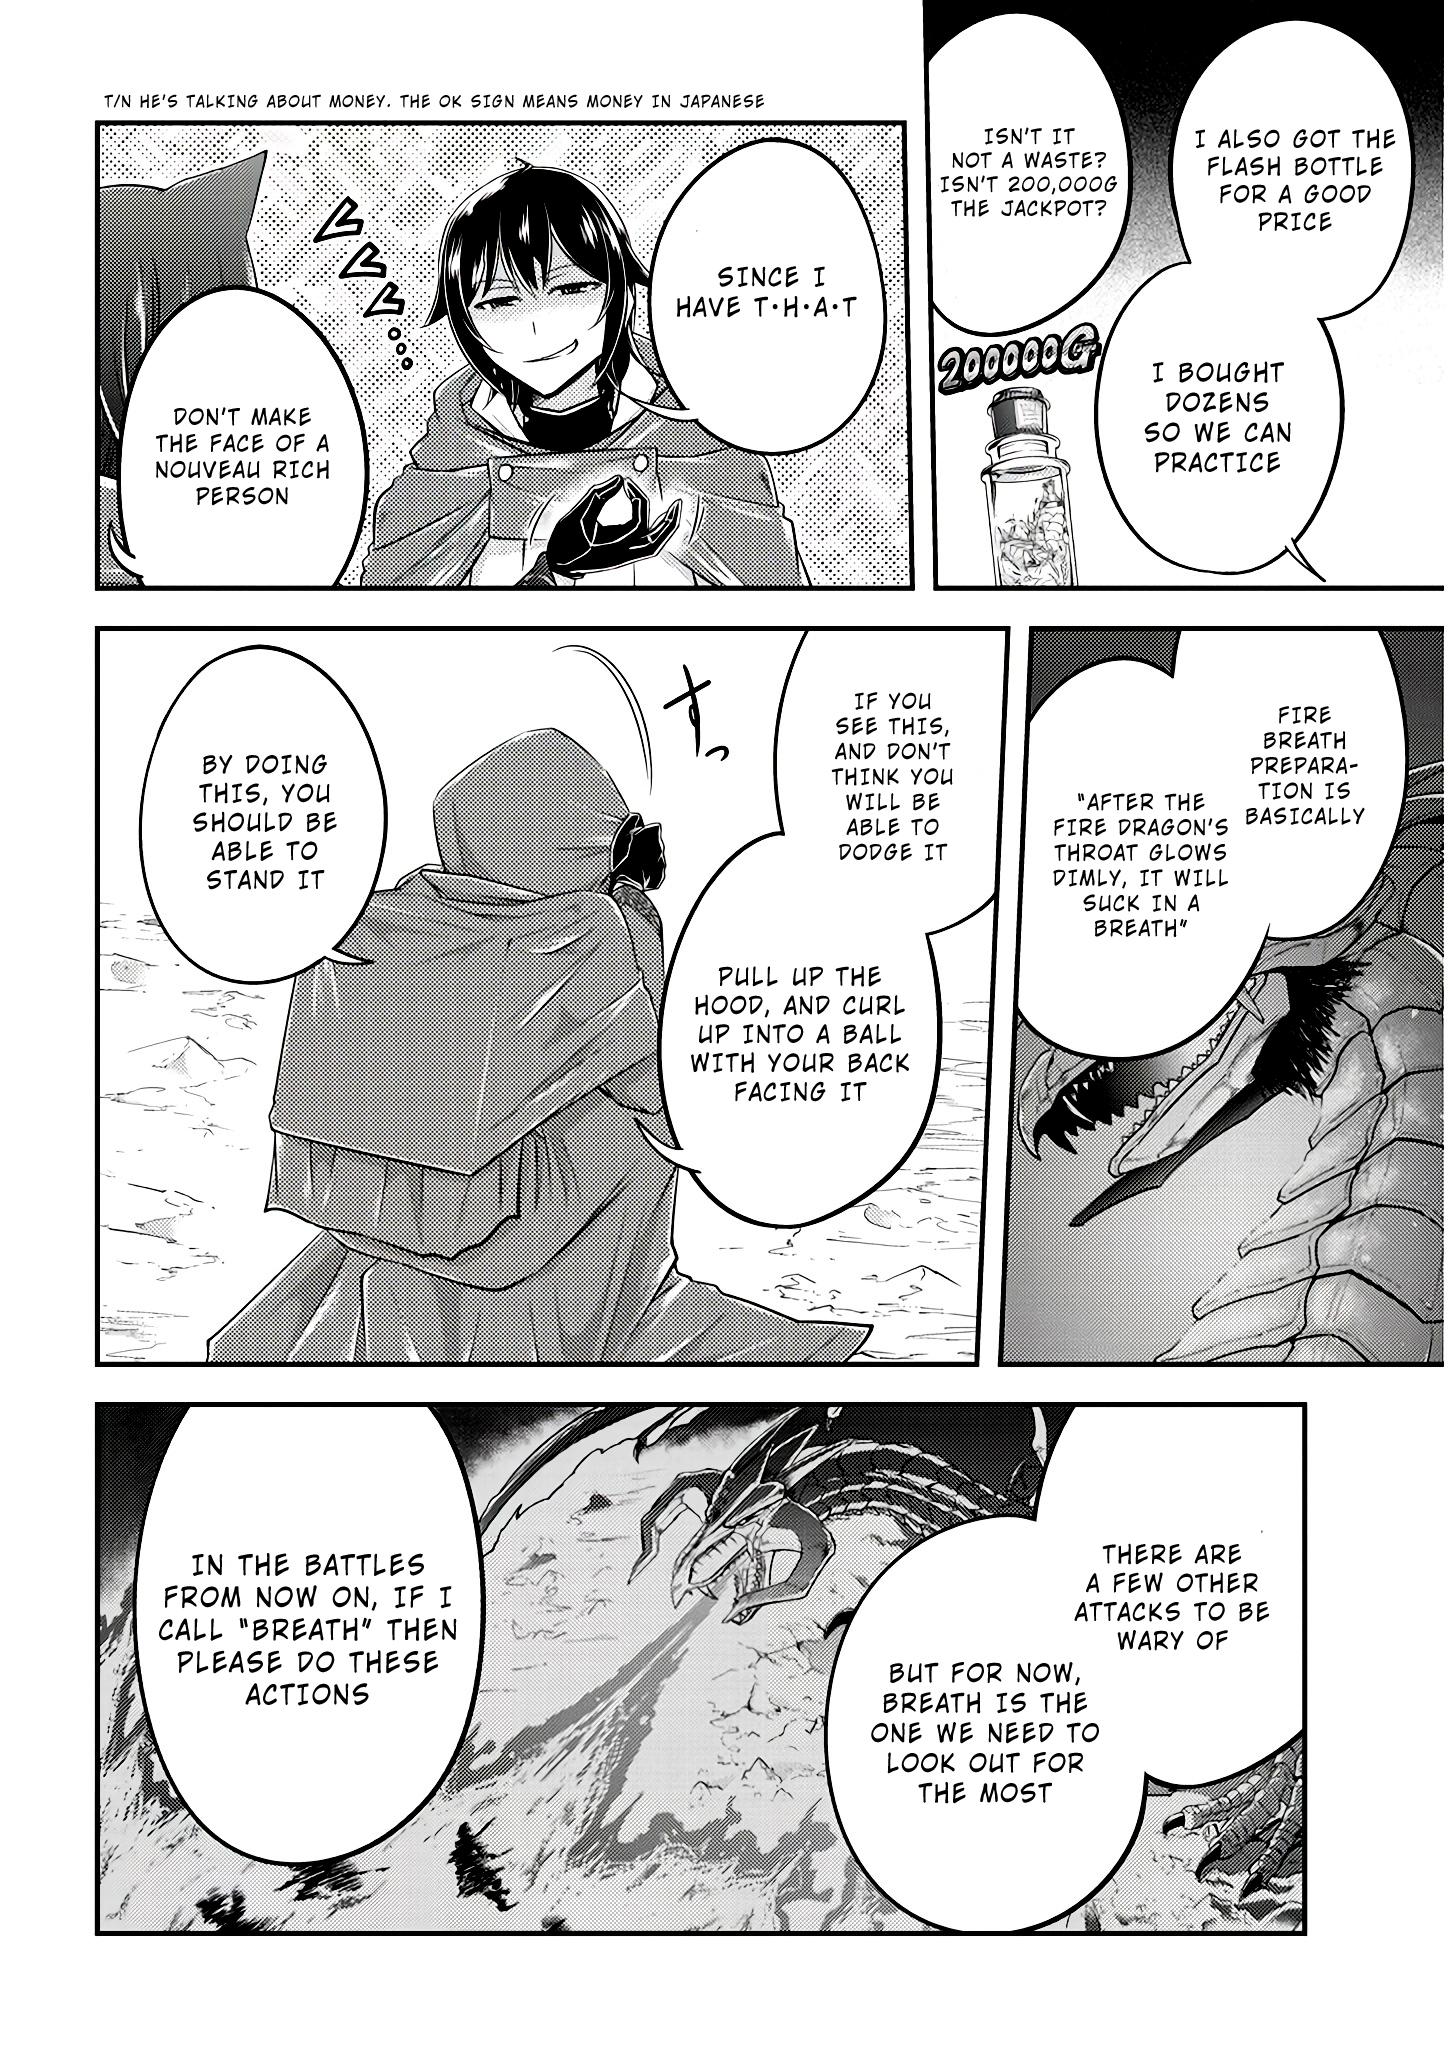 I ALSO GOT THE
FLASH BOTTLE
FOR A GOOD
PRICE
I BOUGHT
DOZENS
SO WE CAN
PRACTICE
ISN'T IT
NOT A WASTE?
ISN'T 200,000G
THE JACKPOT?
200000G
T/N HE'S TALKING ABOUT MONEY. THE OK SIGN MEANS MONEY IN JAPANESE
SINCE I
HAVE T・H・A・T
DON'T MAKE
THE FACE OF A
NOUVEAU RICH
PERSON
FIRE
BREATH
PREPARA-
TION IS
BASICALLY
"AFTER THE
FIRE DRAGON'S
THROAT GLOWS
DIMLY, IT WILL
SUCK IN A
BREATH"
IF YOU
SEE THIS,
AND DON'T
THINK YOU
WILL BE
ABLE TO
DODGE IT
PULL UP THE
HOOD, AND CURL
UP INTO A BALL
WITH YOUR BACK
FACING IT
すっ
BY DOING
THIS, YOU
SHOULD BE
ABLE TO
STAND IT
THERE ARE
A FEW OTHER
ATTACKS TO BE
WARY OF
BUT FOR NOW,
BREATH IS THE
ONE WE NEED TO
LOOK OUT FOR
THE MOST
IN THE BATTLES
FROM NOW ON, IF I
CALL "BREATH" THEN
PLEASE DO THESE
ACTIONS